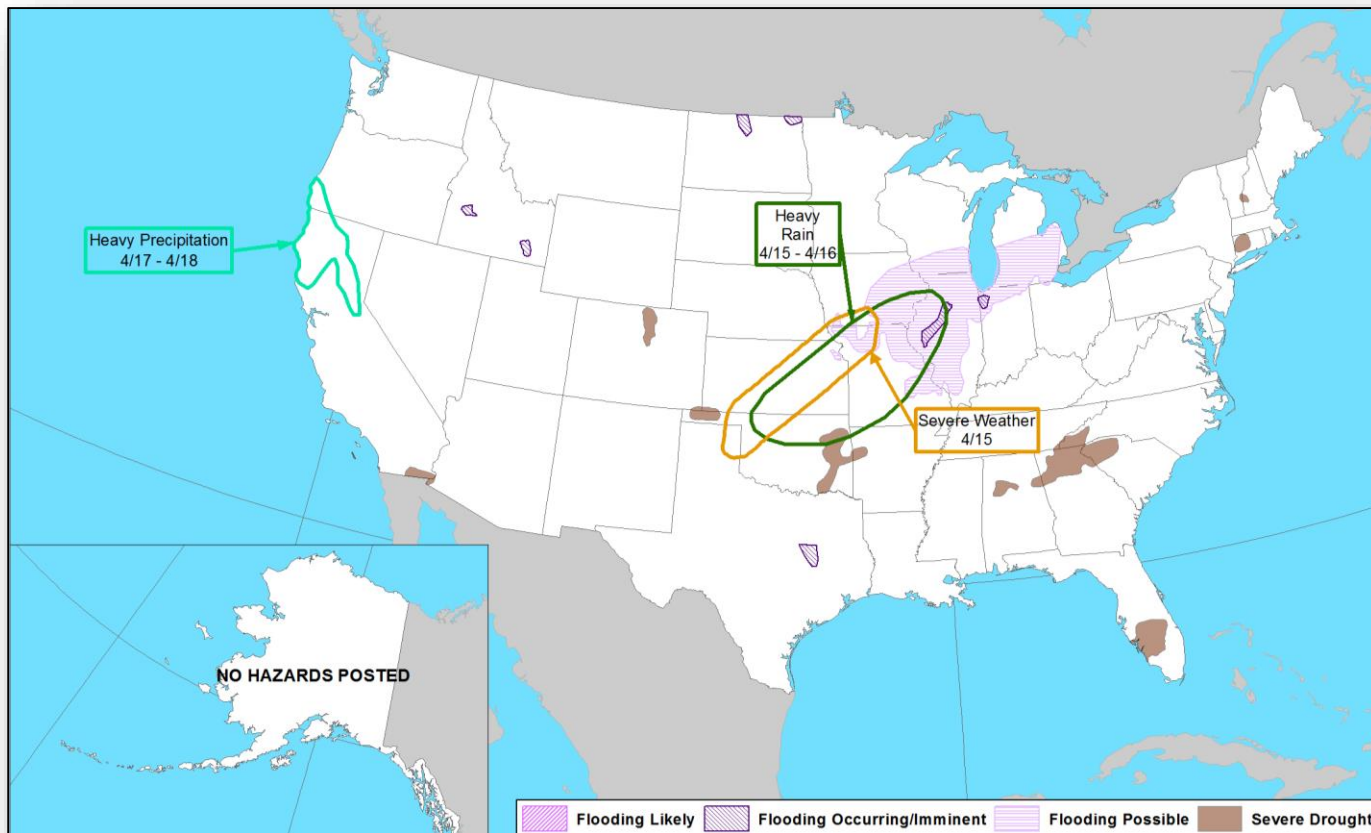 Heavy Precipitation
4/17 - 4/18
Heavy
Rain
4/15 - 4/16
Severe Weather
4/15
NO HAZARDS POSTED
Flooding Likely
Flooding Occurring/Imminent
Flooding Possible
Severe Drought